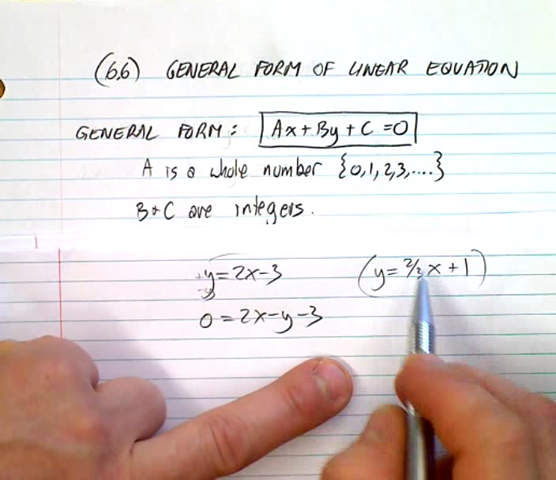 (6.6) GENERAL FORM OF LINEAR EQUATION
GENERAL FORM: Ax+By+C=0
A is a whole number {0,1,2,3,....}
B+C are integers.
+y=2x-3 (y=2/3x+1)
-y
0=2x-y-3